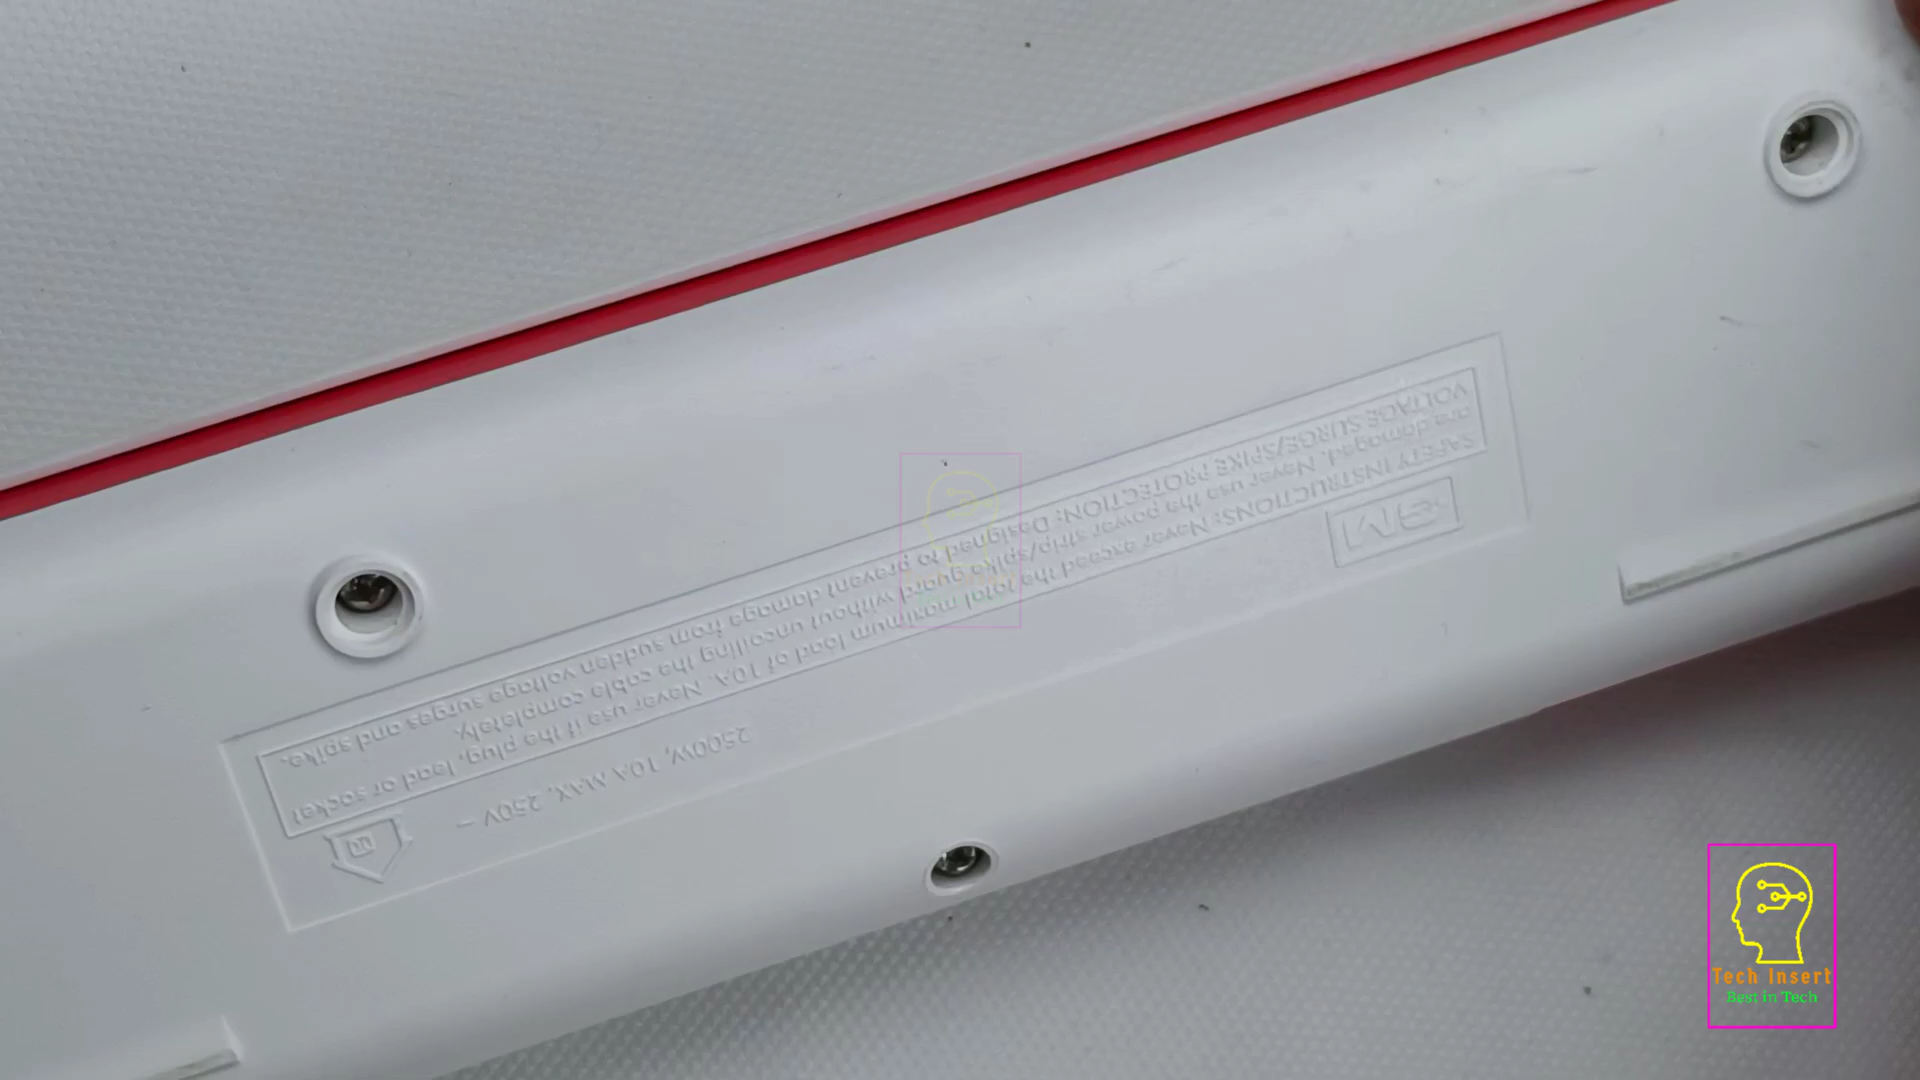 GM
2500W, 10A MAX, 250V ~
SAFETY INSTRUCTIONS: Never exceed the total maximum load of 10A. Never use if the plug, lead or socket
are damaged. Never use the power strip/spike guard without uncoiling the cable completely.
VOLTAGE SURGE/SPIKE PROTECTION: Designed to prevent damage from sudden voltage surges and spike.
Tech Insert
Best in Tech